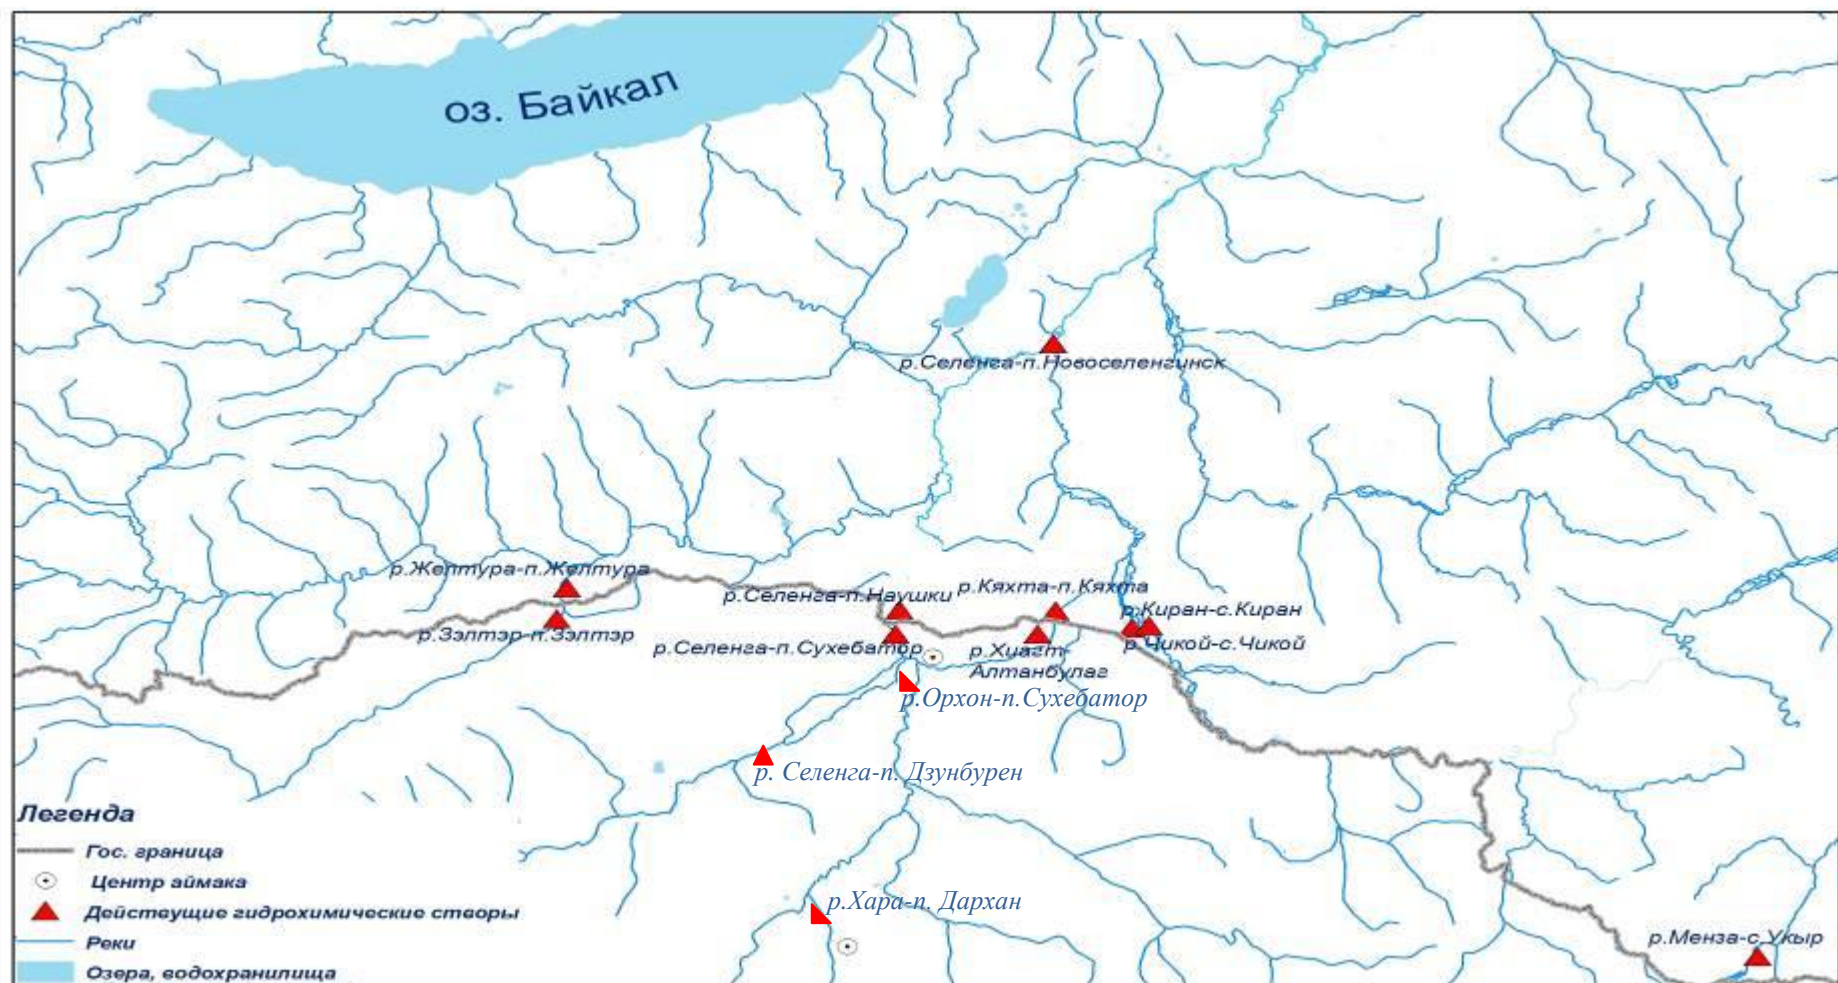 оз. Байкал
р.Селенга-п.Новоселенгинск
р.Желтура-п.Желтура
р.Зэлтэр-п.Зэлтэр
р.Селенга-п.Наушки
р.Кяхта-п.Кяхта
р.Киран-с.Киран
р.Селенга-п.Сухебатор
р.Хиагт-
Алтанбулаг
р.Чикой-с.Чикой
р.Орхон-п.Сухебатор
р. Селенга-п. Дзунбурен
р.Хара-п. Дархан
р.Менза-с.Укыр
Легенда
Гос. граница
Центр аймака
Действущие гидрохимические створы
Реки
Озера, водохранилища